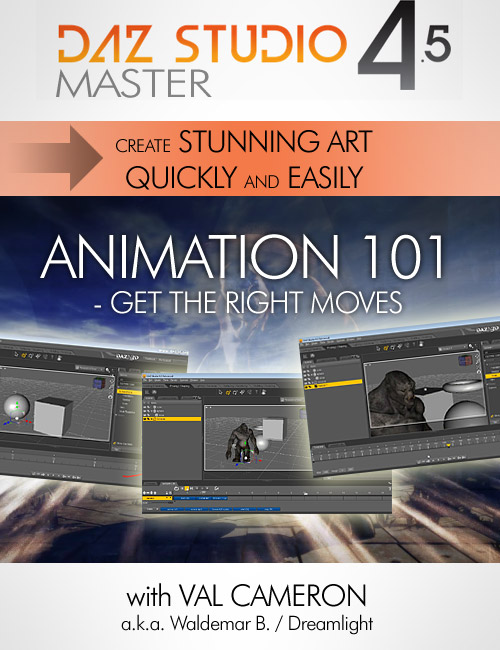 DAZ STUDIO 4.5
MASTER
CREATE STUNNING ART
QUICKLY AND EASILY
ANIMATION 101
- GET THE RIGHT MOVES
with VAL CAMERON
a.k.a. Waldemar B. / Dreamlight